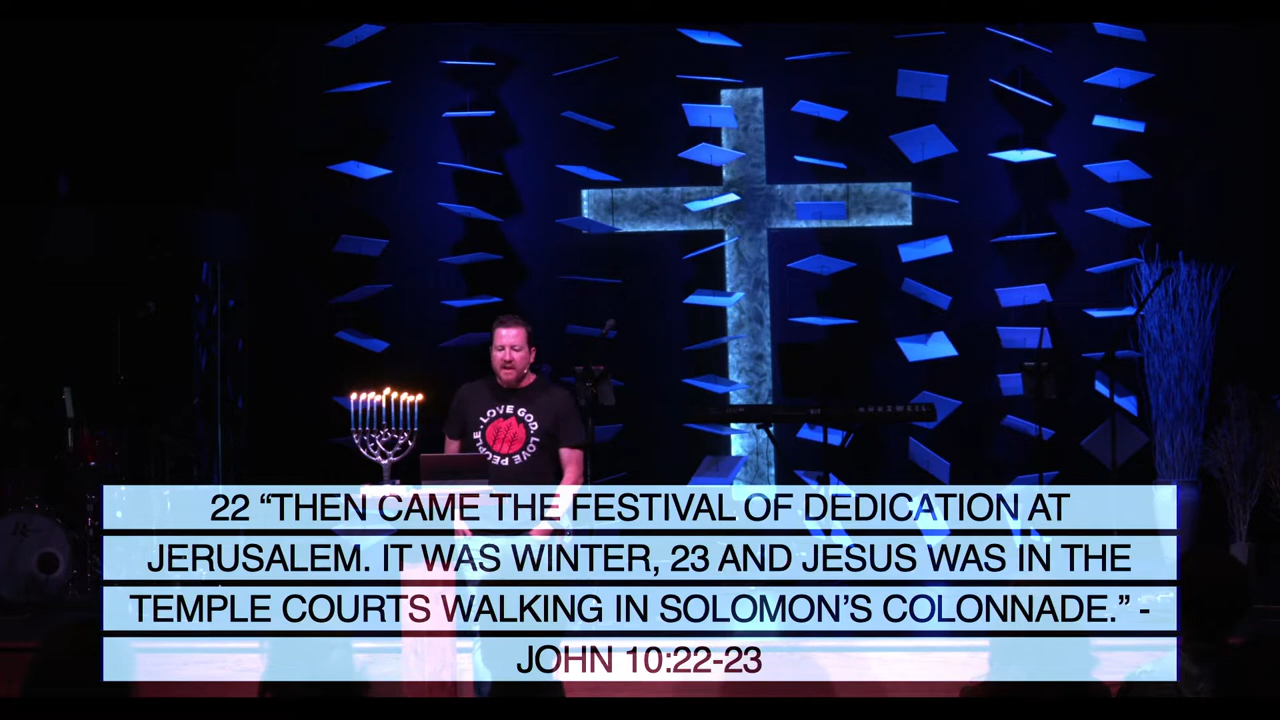 LOVE GOD. LOVE PEOPLE.
KURZWEIL
22 “THEN CAME THE FESTIVAL OF DEDICATION AT
JERUSALEM. IT WAS WINTER, 23 AND JESUS WAS IN THE
TEMPLE COURTS WALKING IN SOLOMON’S COLONNADE.” -
JOHN 10:22-23